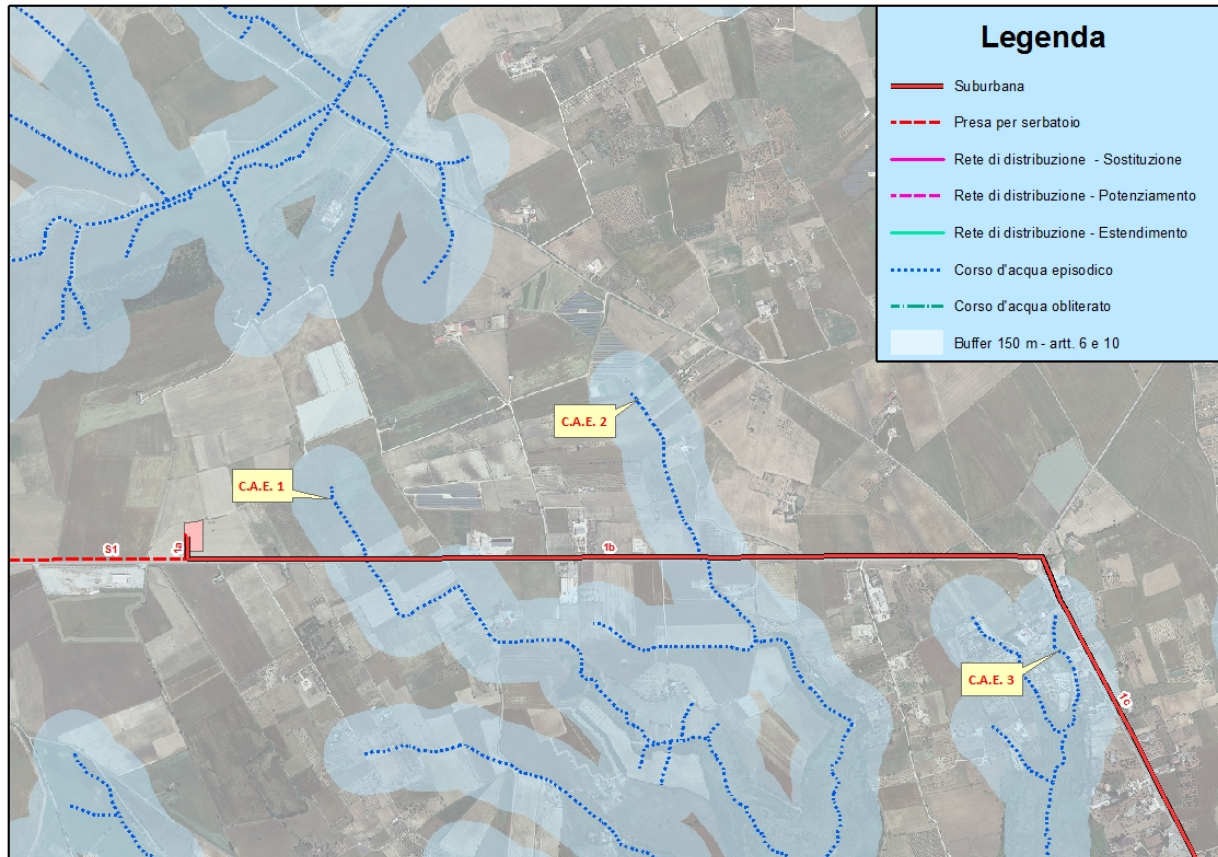 Legenda
Suburbana
Presa per serbatoio
Rete di distribuzione - Sostituzione
Rete di distribuzione - Potenziamento
Rete di distribuzione - Estendimento
Corso d'acqua episodico
Corso d'acqua obliterato
Buffer 150 m - artt. 6 e 10
C.A.E. 2
C.A.E. 1
S1
1a
1b
C.A.E. 3
1c